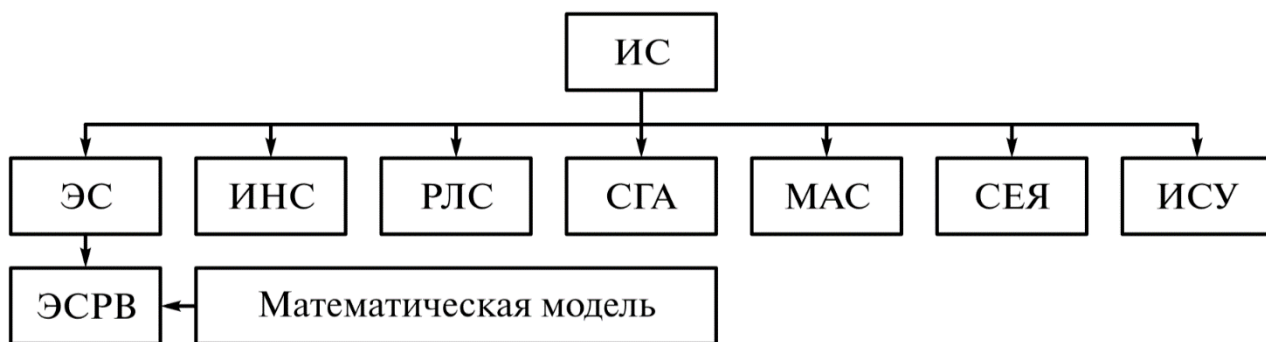 ИС
ЭС
ИНС
РЛС
СГА
МАС
СЕЯ
ИСУ
ЭСРВ
Математическая модель